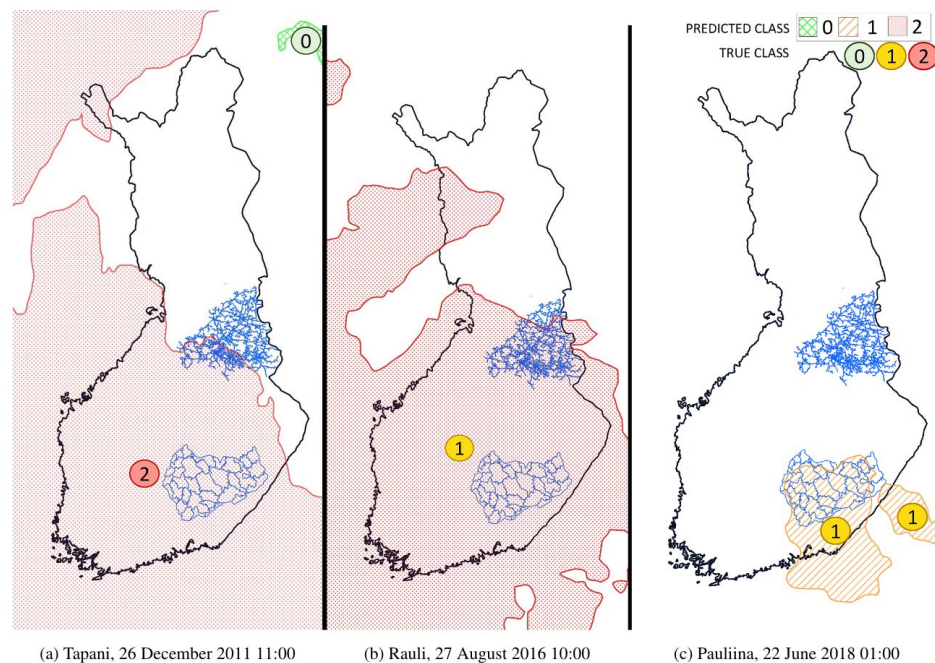 PREDICTED CLASS 0 1 2
TRUE CLASS 0 1 2
0
2
1
1
1
(a) Tapani, 26 December 2011 11:00
(b) Rauli, 27 August 2016 10:00
(c) Pauliina, 22 June 2018 01:00